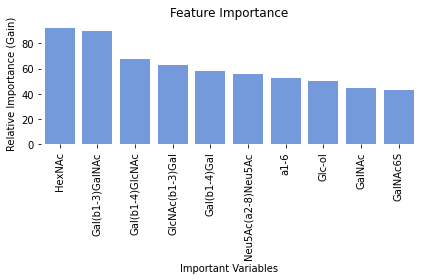 Feature Importance
Relative Importance (Gain)
80
60
40
20
0
HexNAc
Gal(b1-3)GalNAc
Gal(b1-4)GlcNAc
GlcNAc(b1-3)Gal
Gal(b1-4)Gal
Neu5Ac(a2-8)Neu5Ac
a1-6
Glc-ol
GalNAc
GalNAc6S
Important Variables